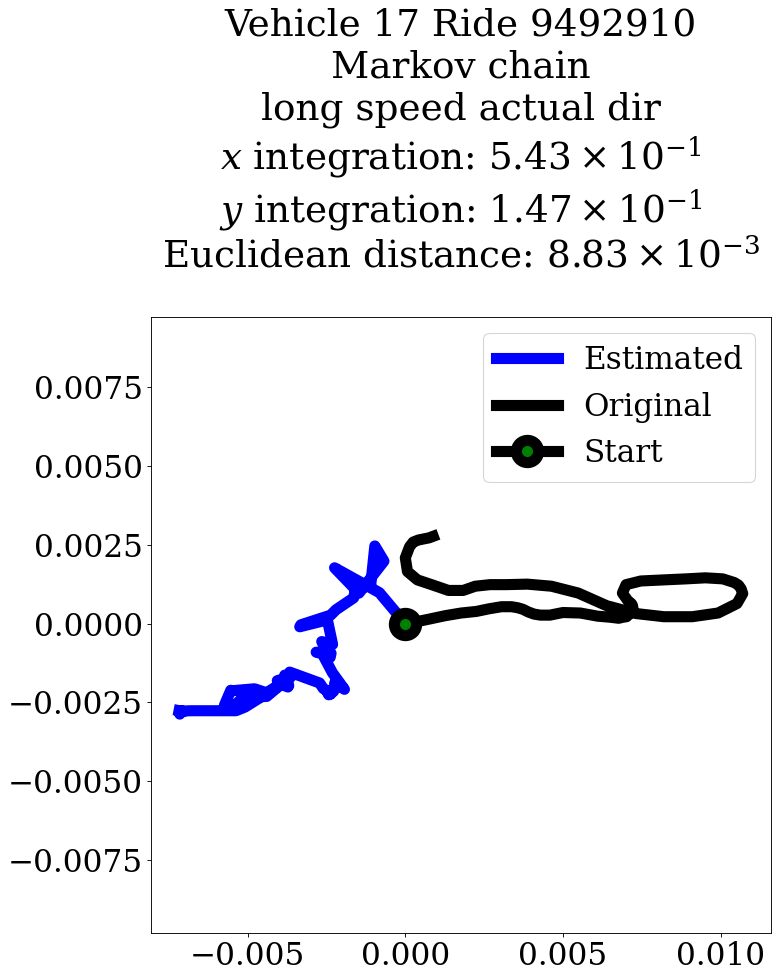 Vehicle 17 Ride 9492910
Markov chain
long speed actual dir
x integration: 5.43 × 10⁻¹
y integration: 1.47 × 10⁻¹
Euclidean distance: 8.83 × 10⁻³
Estimated
Original
Start
0.0075
0.0050
0.0025
0.0000
−0.0025
−0.0050
−0.0075
−0.005 0.000 0.005 0.010